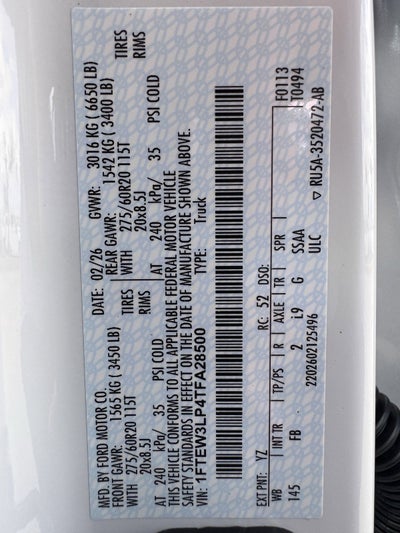 MFD. BY FORD MOTOR CO.
DATE: 02/26 GVWR: 3016 KG ( 6650 LB)
FRONT GAWR: 1565 KG ( 3450 LB)
REAR GAWR: 1542 KG ( 3400 LB)
WITH 275/60R20 115T TIRES
WITH 275/60R20 115T TIRES
20x8.5J RIMS
20x8.5J RIMS
AT 240 kPa/ 35 PSI COLD
AT 240 kPa/ 35 PSI COLD
THIS VEHICLE CONFORMS TO ALL APPLICABLE FEDERAL MOTOR VEHICLE
SAFETY STANDARDS IN EFFECT ON THE DATE OF MANUFACTURE SHOWN ABOVE.
VIN: 1FTEW3LP4TFA28500
TYPE: Truck
F0113
T0494
EXT PNT: YZ RC: 52 DSO:
WB INT TR TP/PS R AXLE TR SPR
145 FB 2 L9 G SSAA
ULC
2202602125496
▽ RU5A-3520472-AB